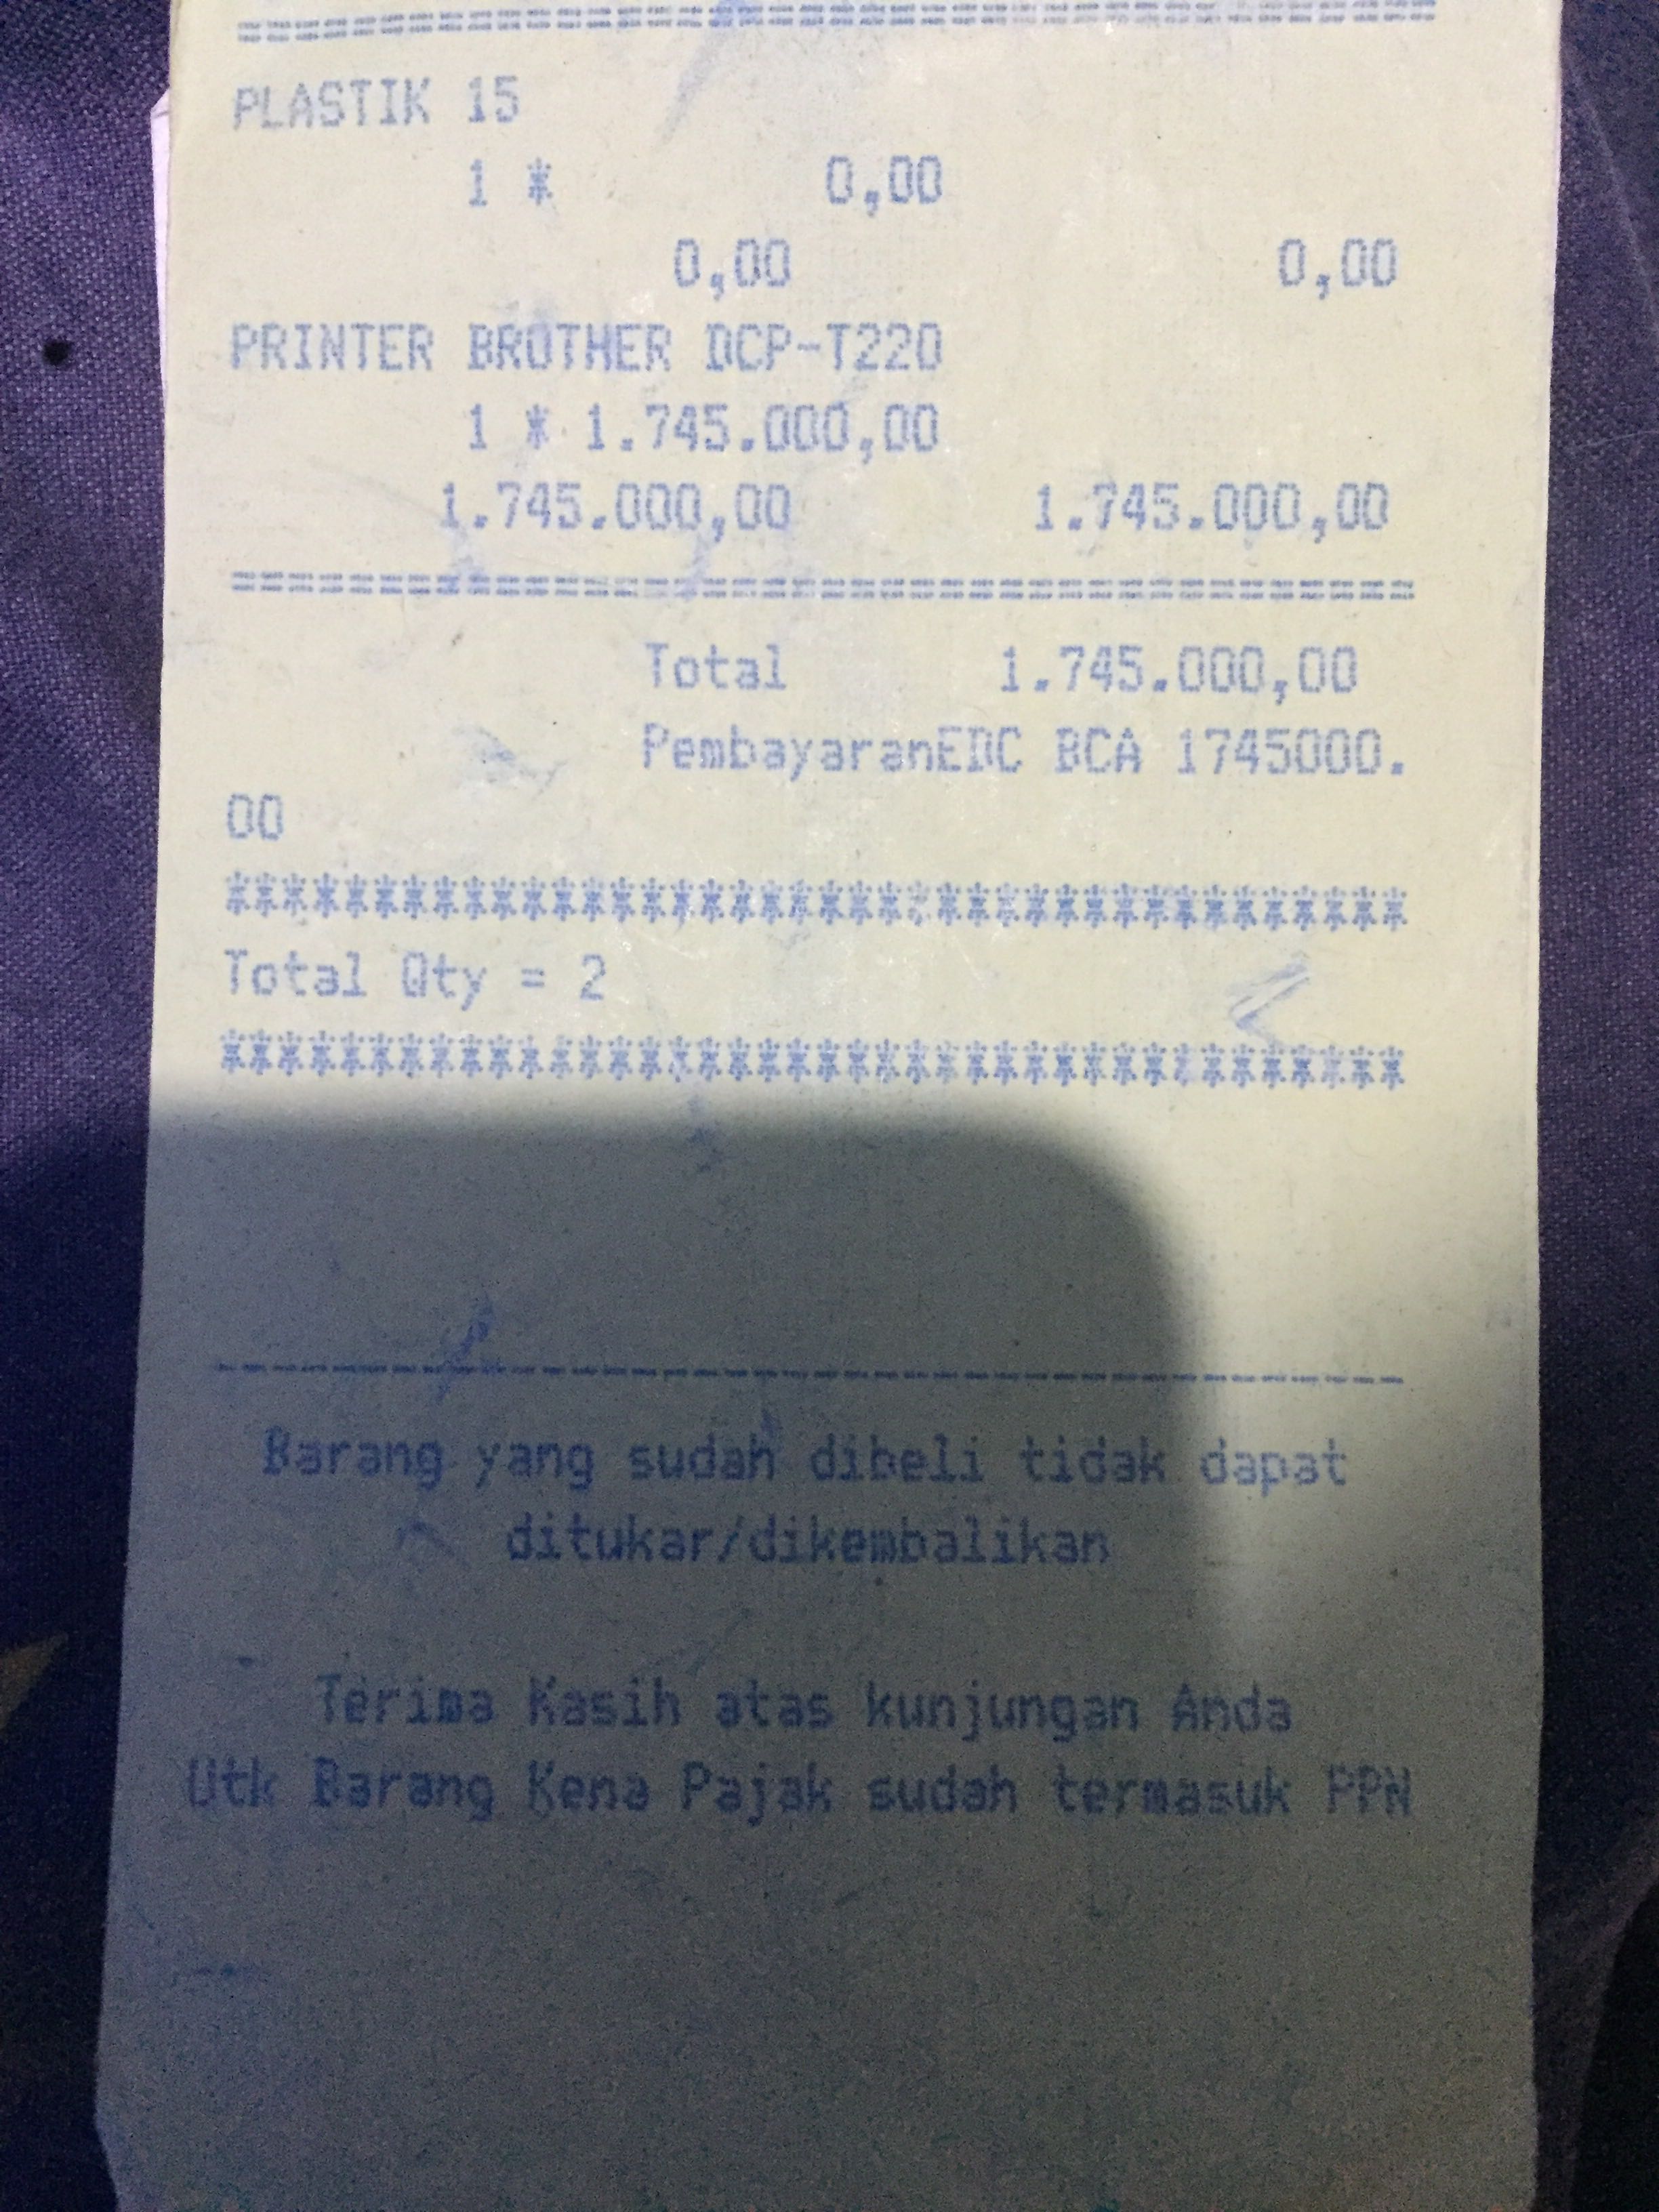 ========================================
PLASTIK 15
1 * 0,00
0,00 0,00
PRINTER BROTHER DCP-T220
1 * 1.745.000,00
1.745.000,00 1.745.000,00
========================================
Total 1.745.000,00
PembayaranEDC BCA 1745000.
00
****************************************
Total Qty = 2
****************************************
----------------------------------------
Barang yang sudah dibeli tidak dapat
ditukar/dikembalikan
Terima Kasih atas kunjungan Anda
Utk Barang Kena Pajak sudah termasuk PPN